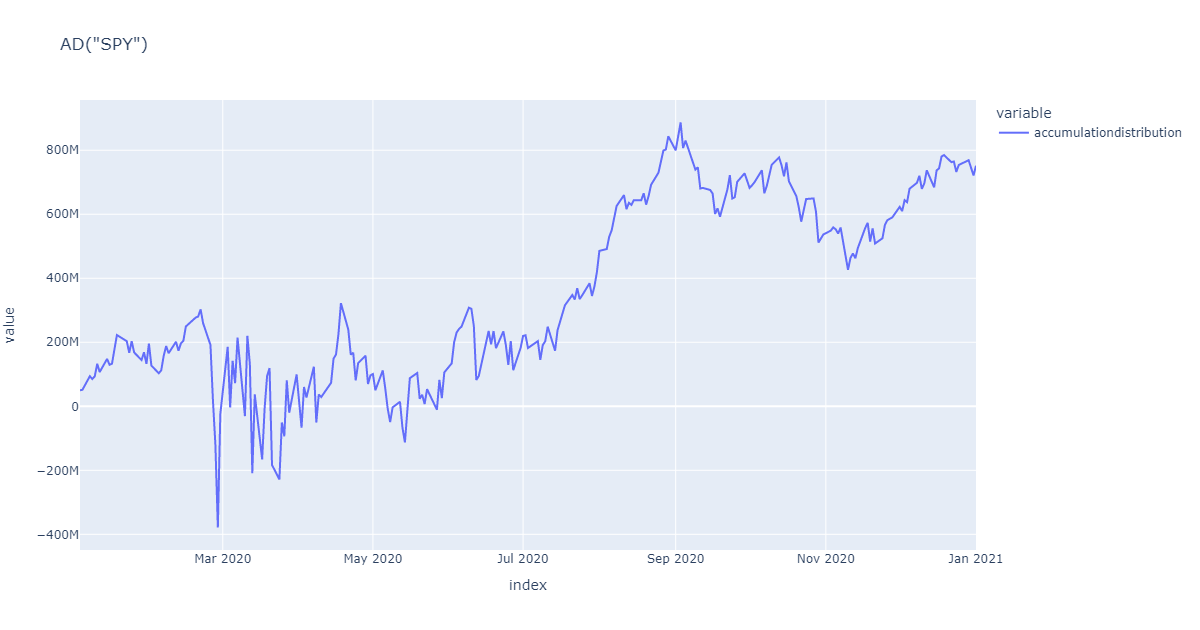 AD("SPY")
variable
accumulationdistribution
800M
600M
400M
200M
0
−200M
−400M
value
Mar 2020
May 2020
Jul 2020
Sep 2020
Nov 2020
Jan 2021
index